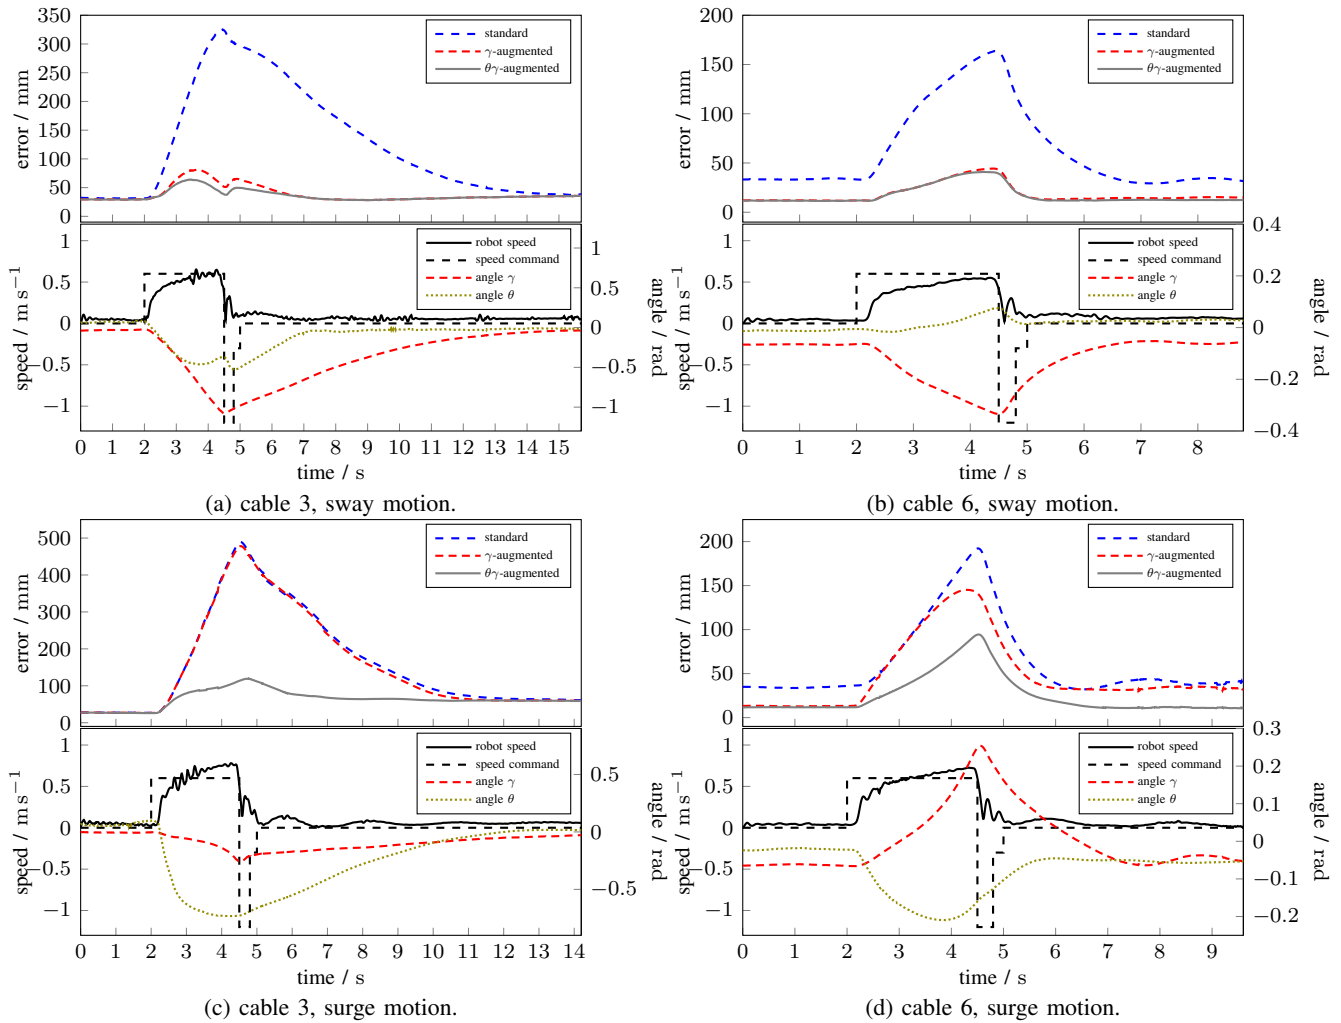 350
300
250
200
150
100
50
0
error / mm
standard
γ-augmented
θγ-augmented
1
0.5
0
−0.5
−1
speed / m s⁻¹
robot speed
speed command
angle γ
angle θ
1
0.5
0
−0.5
−1
angle / rad
0 1 2 3 4 5 6 7 8 9 10 11 12 13 14 15
time / s
(a) cable 3, sway motion.
200
150
100
50
0
error / mm
standard
γ-augmented
θγ-augmented
1
0.5
0
−0.5
−1
speed / m s⁻¹
robot speed
speed command
angle γ
angle θ
0.4
0.2
0
−0.2
−0.4
angle / rad
0 1 2 3 4 5 6 7 8
time / s
(b) cable 6, sway motion.
500
400
300
200
100
0
error / mm
standard
γ-augmented
θγ-augmented
1
0.5
0
−0.5
−1
speed / m s⁻¹
robot speed
speed command
angle γ
angle θ
0.5
0
−0.5
angle / rad
0 1 2 3 4 5 6 7 8 9 10 11 12 13 14
time / s
(c) cable 3, surge motion.
200
150
100
50
0
error / mm
standard
γ-augmented
θγ-augmented
1
0.5
0
−0.5
−1
speed / m s⁻¹
robot speed
speed command
angle γ
angle θ
0.3
0.2
0.1
0
−0.1
−0.2
angle / rad
0 1 2 3 4 5 6 7 8 9
time / s
(d) cable 6, surge motion.